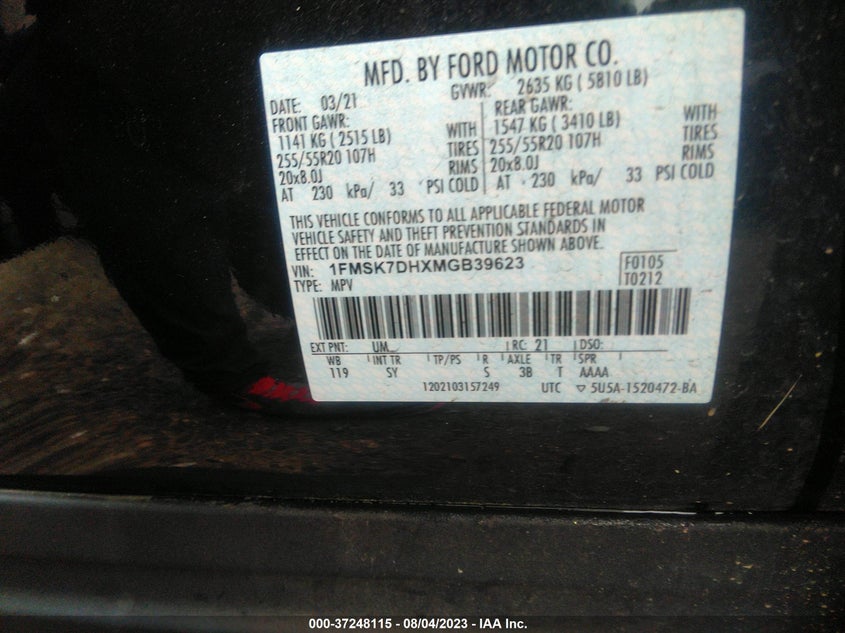 MFD. BY FORD MOTOR CO.
DATE: 03/21 GVWR: 2635 KG ( 5810 LB)
FRONT GAWR: REAR GAWR:
1141 KG ( 2515 LB) WITH 1547 KG ( 3410 LB) WITH
255/55R20 107H TIRES 255/55R20 107H TIRES
20x8.0J RIMS 20x8.0J RIMS
AT 230 kPa/ 33 PSI COLD AT 230 kPa/ 33 PSI COLD
THIS VEHICLE CONFORMS TO ALL APPLICABLE FEDERAL MOTOR
VEHICLE SAFETY AND THEFT PREVENTION STANDARDS IN
EFFECT ON THE DATE OF MANUFACTURE SHOWN ABOVE.
VIN: 1FMSK7DHXMGB39623 F0105
TYPE: MPV T0212
EXT PNT: UM RC: 21 DSO:
WB INT TR TP/PS R AXLE TR SPR
119 SY S 3B T AAAA
1202103157249 UTC ▽ 5U5A-1520472-BA
000-37248115 - 08/04/2023 - IAA Inc.